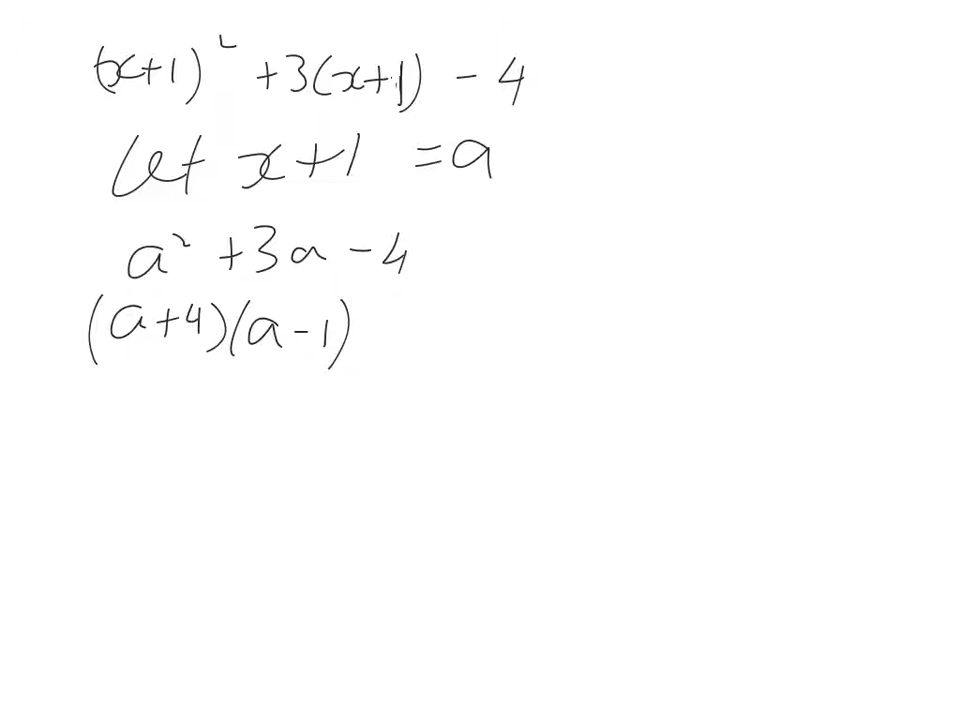 (x+1)² +3(x+1) - 4
let x+1 = a
a² +3a - 4
(a+4)(a-1)